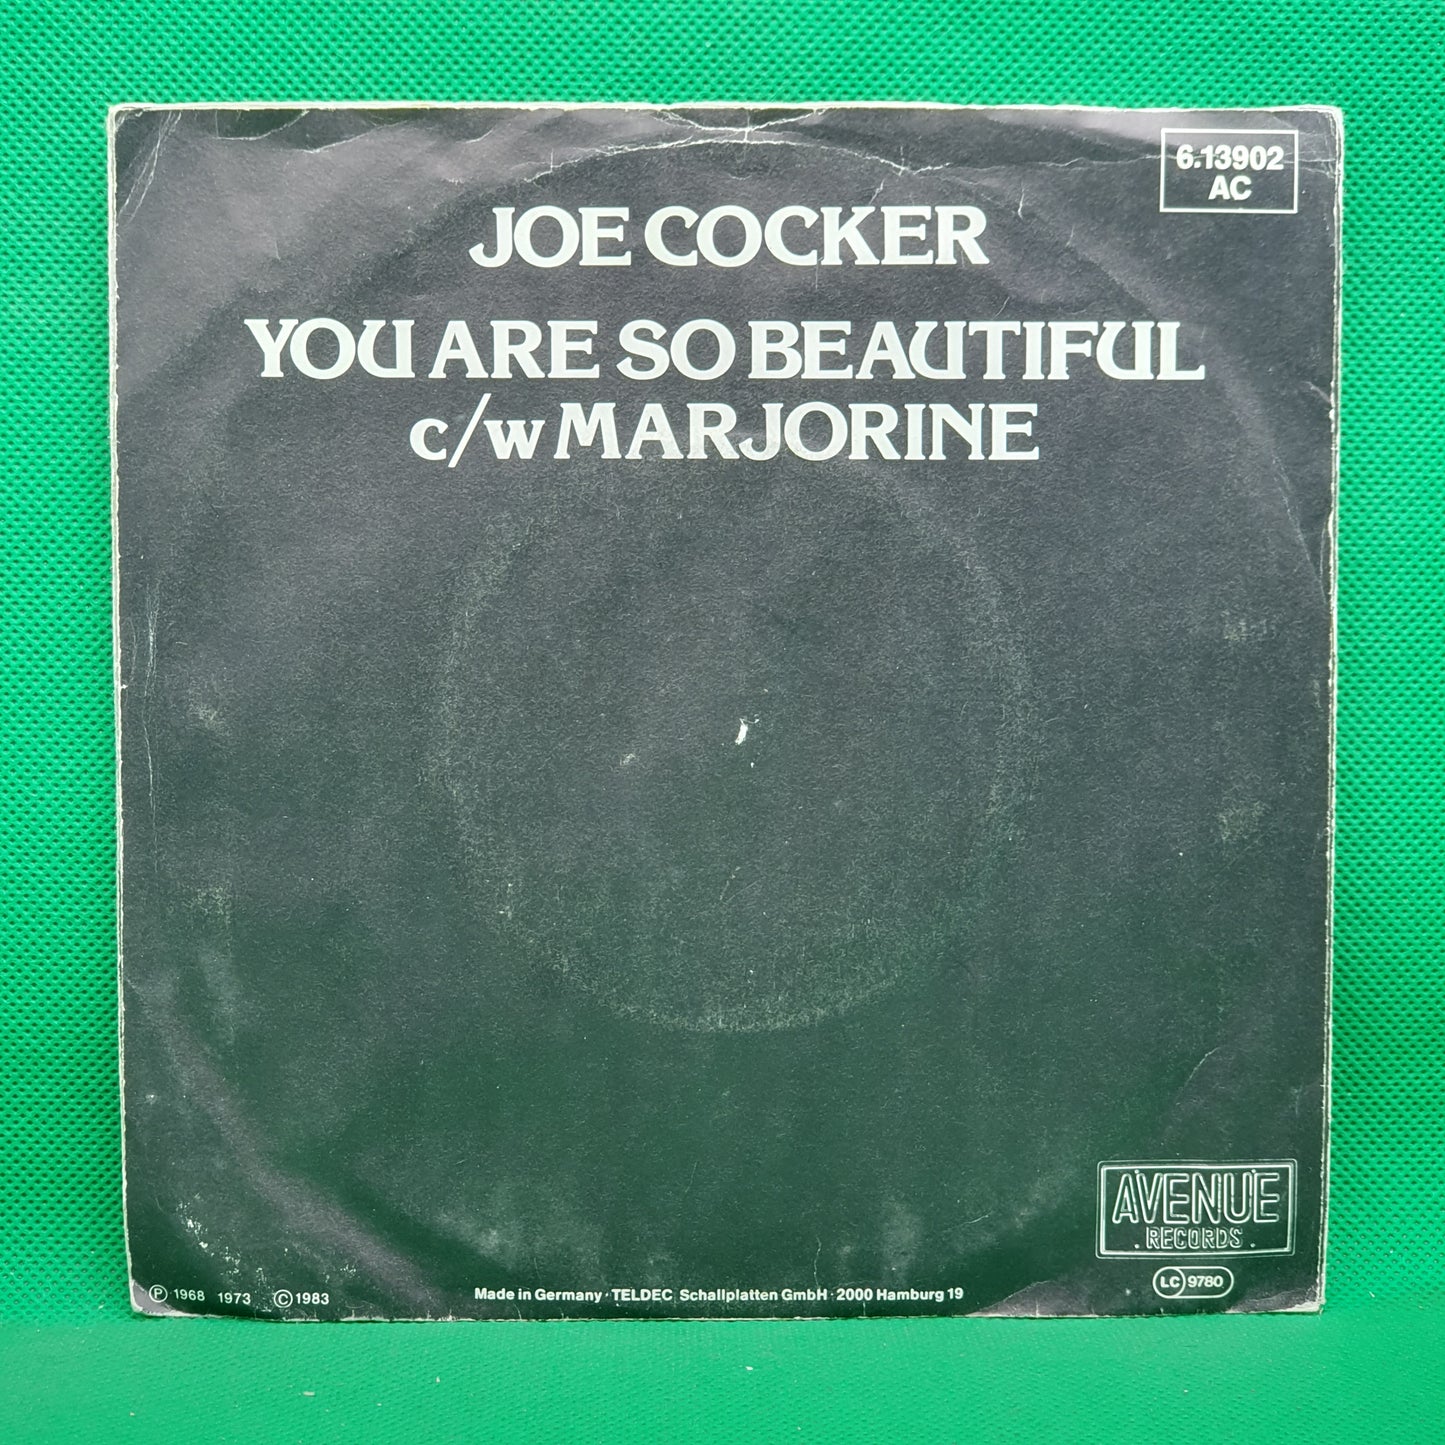 6.13902
AC
JOE COCKER
YOU ARE SO BEAUTIFUL
c/w MARJORINE
AVENUE
. RECORDS .
LC 9780
Ⓟ 1968 1973 © 1983
Made in Germany · TELDEC Schallplatten GmbH · 2000 Hamburg 19